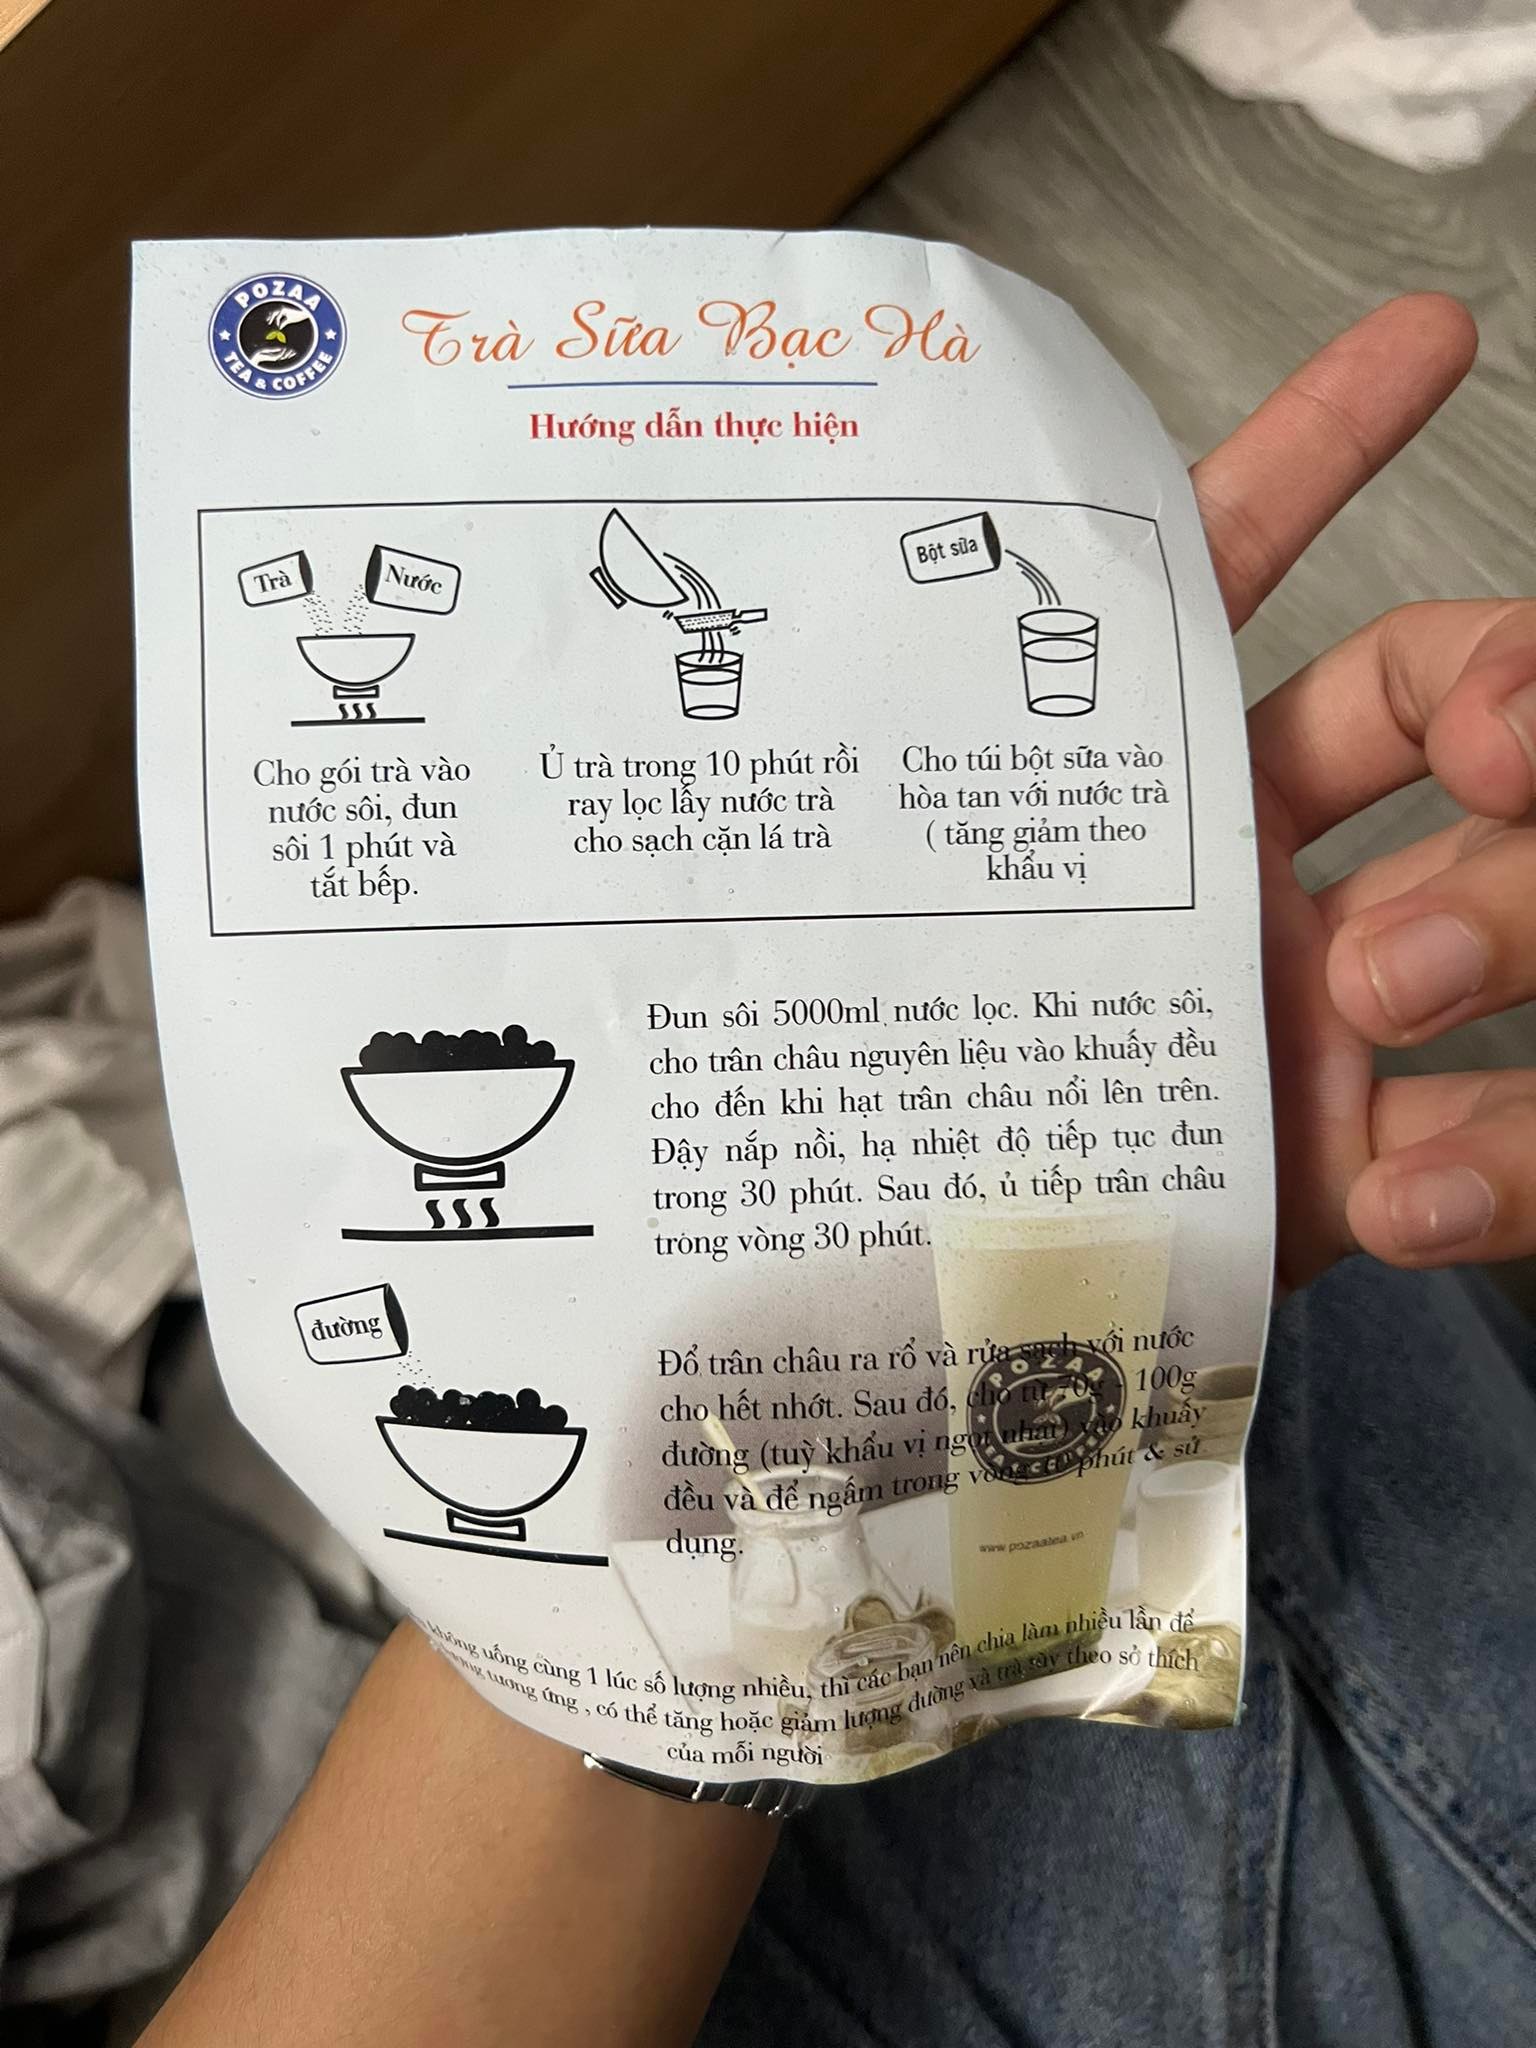 POZAA
TEA & COFFEE
Trà Sữa Bạc Hà
Hướng dẫn thực hiện
Trà
Nước
Bột sữa
Cho gói trà vào
nước sôi, đun
sôi 1 phút và
tắt bếp.
Ủ trà trong 10 phút rồi
ray lọc lấy nước trà
cho sạch cặn lá trà
Cho túi bột sữa vào
hòa tan với nước trà
( tăng giảm theo
khẩu vị
Đun sôi 5000ml nước lọc. Khi nước sôi,
cho trân châu nguyên liệu vào khuấy đều
cho đến khi hạt trân châu nổi lên trên.
Đậy nắp nồi, hạ nhiệt độ tiếp tục đun
trong 30 phút. Sau đó, ủ tiếp trân châu
trong vòng 30 phút.
đường
Đổ trân châu ra rổ và rửa sạch với nước
cho hết nhớt. Sau đó, cho từ 70g - 100g
đường (tuỳ khẩu vị ngọt nhạt) vào khuấy
đều và để ngấm trong vòng 10 phút & sử
dụng.
POZAA
www.pozaatea.vn
không uống cùng 1 lúc số lượng nhiều, thì các bạn nên chia làm nhiều lần để
tương ứng , có thể tăng hoặc giảm lượng đường và trà tùy theo sở thích
của mỗi người